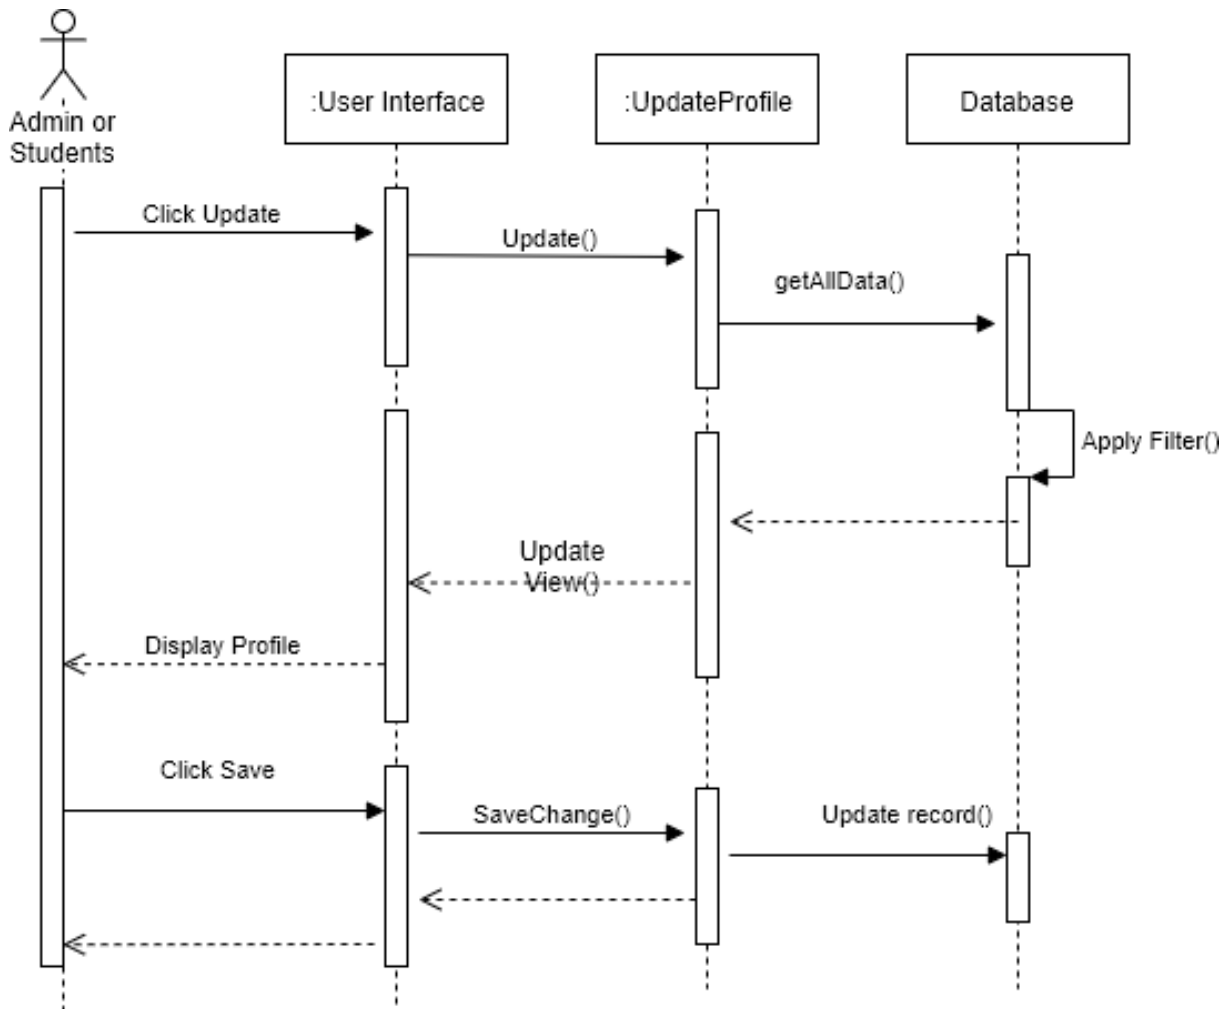 Admin or
Students
:User Interface
:UpdateProfile
Database
Click Update
Update()
getAllData()
Apply Filter()
Update
View()
Display Profile
Click Save
SaveChange()
Update record()